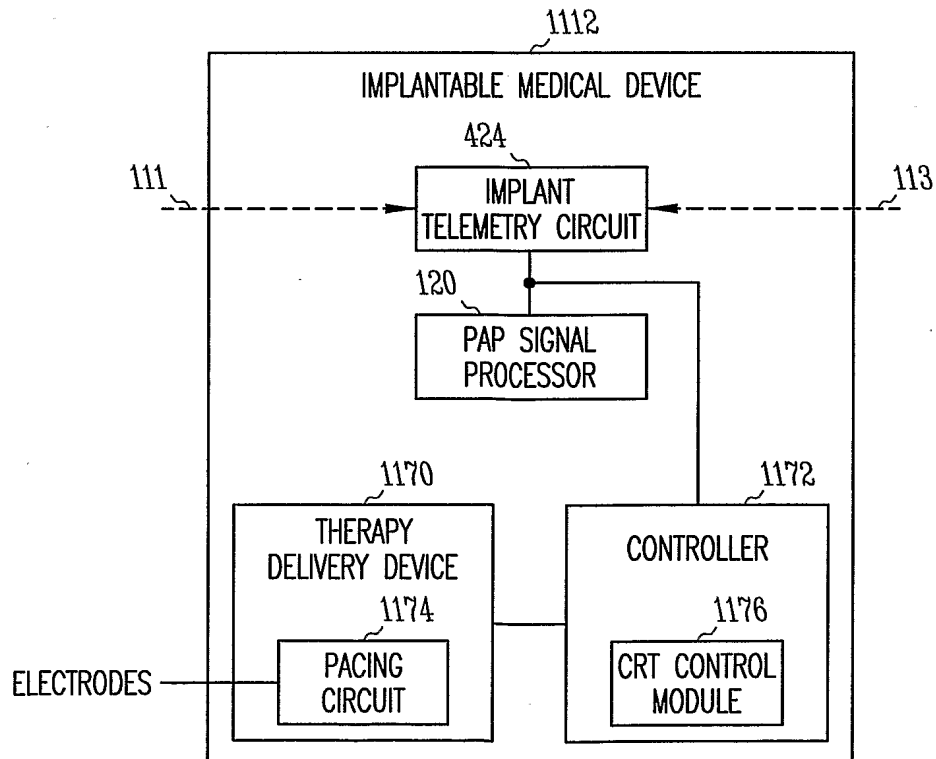 1112
IMPLANTABLE MEDICAL DEVICE
424
111
IMPLANT
TELEMETRY CIRCUIT
113
120
PAP SIGNAL
PROCESSOR
1170
THERAPY
DELIVERY DEVICE
1172
CONTROLLER
1174
PACING
CIRCUIT
1176
CRT CONTROL
MODULE
ELECTRODES